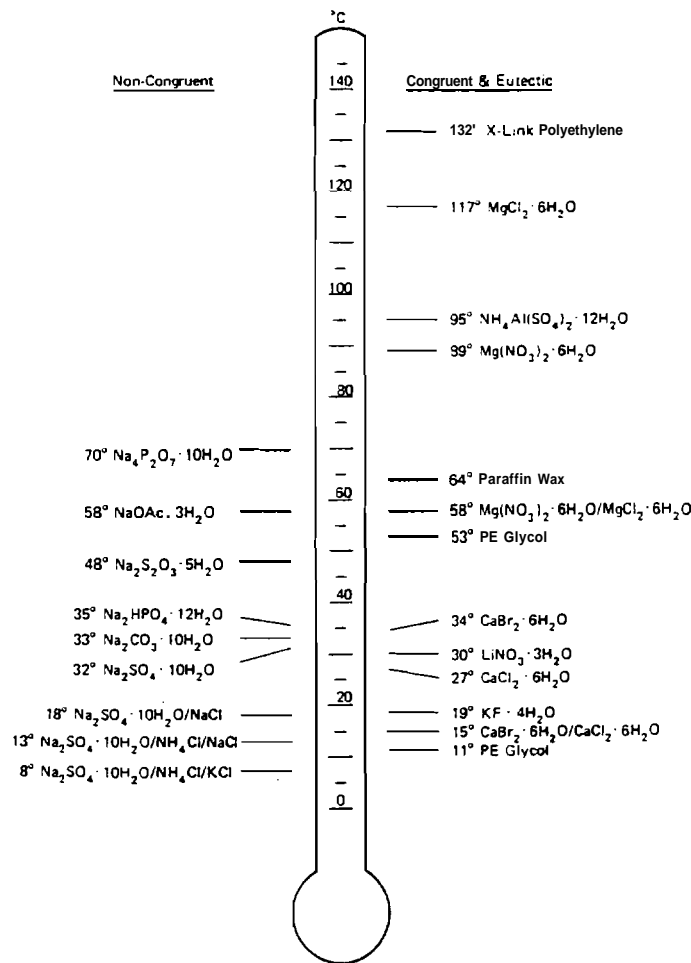 °C
Non-Congruent
Congruent & Eutectic
140
120
100
80
60
40
20
0
70° Na₄P₂O₇ · 10H₂O
58° NaOAc. 3H₂O
48° Na₂S₂O₃ · 5H₂O
35° Na₂HPO₄ · 12H₂O
33° Na₂CO₃ · 10H₂O
32° Na₂SO₄ · 10H₂O
18° Na₂SO₄ · 10H₂O/NaCl
13° Na₂SO₄ · 10H₂O/NH₄Cl/NaCl
8° Na₂SO₄ · 10H₂O/NH₄Cl/KCl
132' X-Link Polyethylene
117° MgCl₂ · 6H₂O
95° NH₄Al(SO₄)₂ · 12H₂O
89° Mg(NO₃)₂ · 6H₂O
64° Paraffin Wax
58° Mg(NO₃)₂ · 6H₂O/MgCl₂ · 6H₂O
53° PE Glycol
34° CaBr₂ · 6H₂O
30° LiNO₃ · 3H₂O
27° CaCl₂ · 6H₂O
19° KF · 4H₂O
15° CaBr₂ · 6H₂O/CaCl₂ · 6H₂O
11° PE Glycol